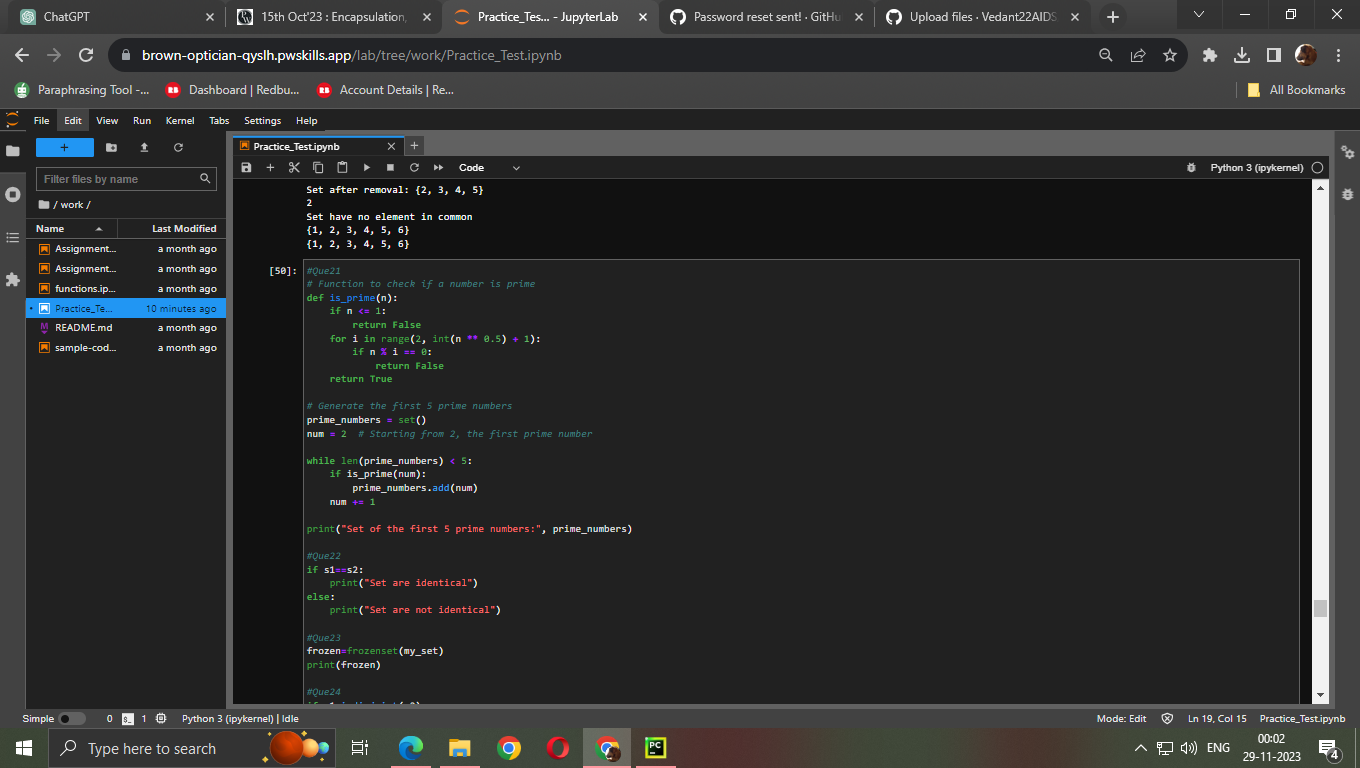 ChatGPT
15th Oct'23 : Encapsulation,
Practice_Tes... - JupyterLab
Password reset sent! · GitHu
Upload files · Vedant22AIDS
brown-optician-qyslh.pwskills.app/lab/tree/work/Practice_Test.ipynb
Paraphrasing Tool -...
Dashboard | Redbu...
Account Details | Re...
All Bookmarks
File Edit View Run Kernel Tabs Settings Help
Practice_Test.ipynb
Code
Python 3 (ipykernel)
Filter files by name
/ work /
Name Last Modified
Assignment... a month ago
Assignment... a month ago
functions.ip... a month ago
Practice_Te... 10 minutes ago
README.md a month ago
sample-cod... a month ago
Set after removal: {2, 3, 4, 5}
2
Set have no element in common
{1, 2, 3, 4, 5, 6}
{1, 2, 3, 4, 5, 6}
[50]: #Que21
# Function to check if a number is prime
def is_prime(n):
    if n <= 1:
        return False
    for i in range(2, int(n ** 0.5) + 1):
        if n % i == 0:
            return False
    return True
# Generate the first 5 prime numbers
prime_numbers = set()
num = 2  # Starting from 2, the first prime number
while len(prime_numbers) < 5:
    if is_prime(num):
        prime_numbers.add(num)
    num += 1
print("Set of the first 5 prime numbers:", prime_numbers)
#Que22
if s1==s2:
    print("Set are identical")
else:
    print("Set are not identical")
#Que23
frozen=frozenset(my_set)
print(frozen)
#Que24
Simple 0 1 Python 3 (ipykernel) | Idle
Mode: Edit Ln 19, Col 15 Practice_Test.ipynb
Type here to search
ENG
00:02
29-11-2023
4